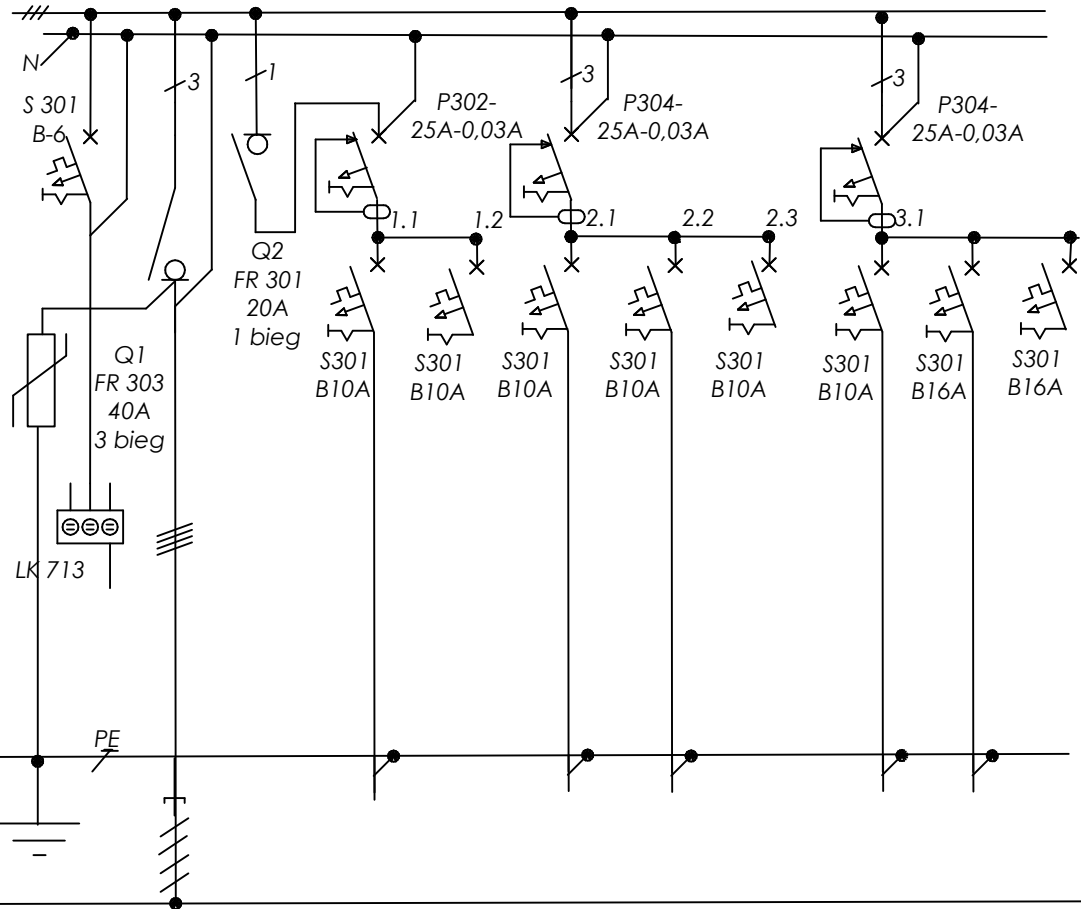 N
S 301
B-6
3
1
P302-
25A-0,03A
3
P304-
25A-0,03A
3
P304-
25A-0,03A
1.1
1.2
2.1
2.2
2.3
3.1
Q2
FR 301
20A
1 bieg
Q1
FR 303
40A
3 bieg
S301
B10A
S301
B10A
S301
B10A
S301
B10A
S301
B10A
S301
B10A
S301
B16A
S301
B16A
LK 713
PE